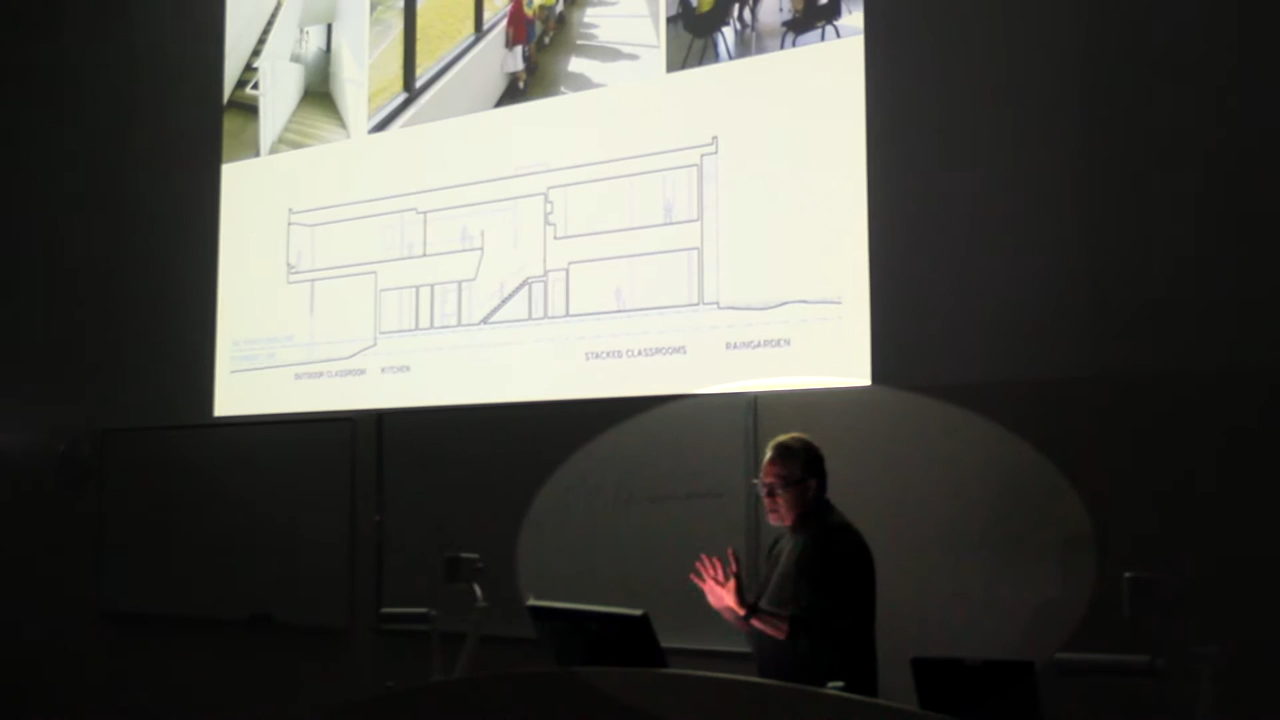 STACKED CLASSROOMS
RAINGARDEN
OUTDOOR CLASSROOM
KITCHEN